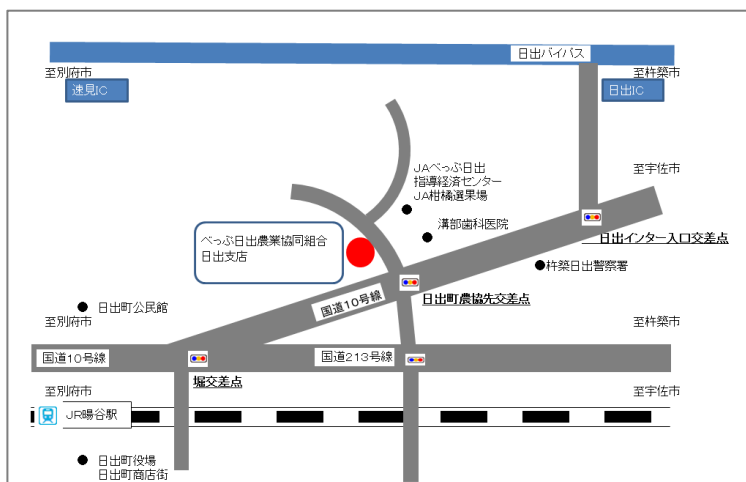 日出バイパス
至別府市
至杵築市
速見IC
日出IC
JAべっぷ日出
指導経済センター
JA柑橘選果場
至宇佐市
溝部歯科医院
べっぷ日出農業協同組合
日出支店
日出インター入口交差点
杵築日出警察署
国道10号線
日出町農協先交差点
日出町公民館
至別府市
至杵築市
国道10号線
国道213号線
堀交差点
至別府市
至宇佐市
JR暘谷駅
日出町役場
日出町商店街